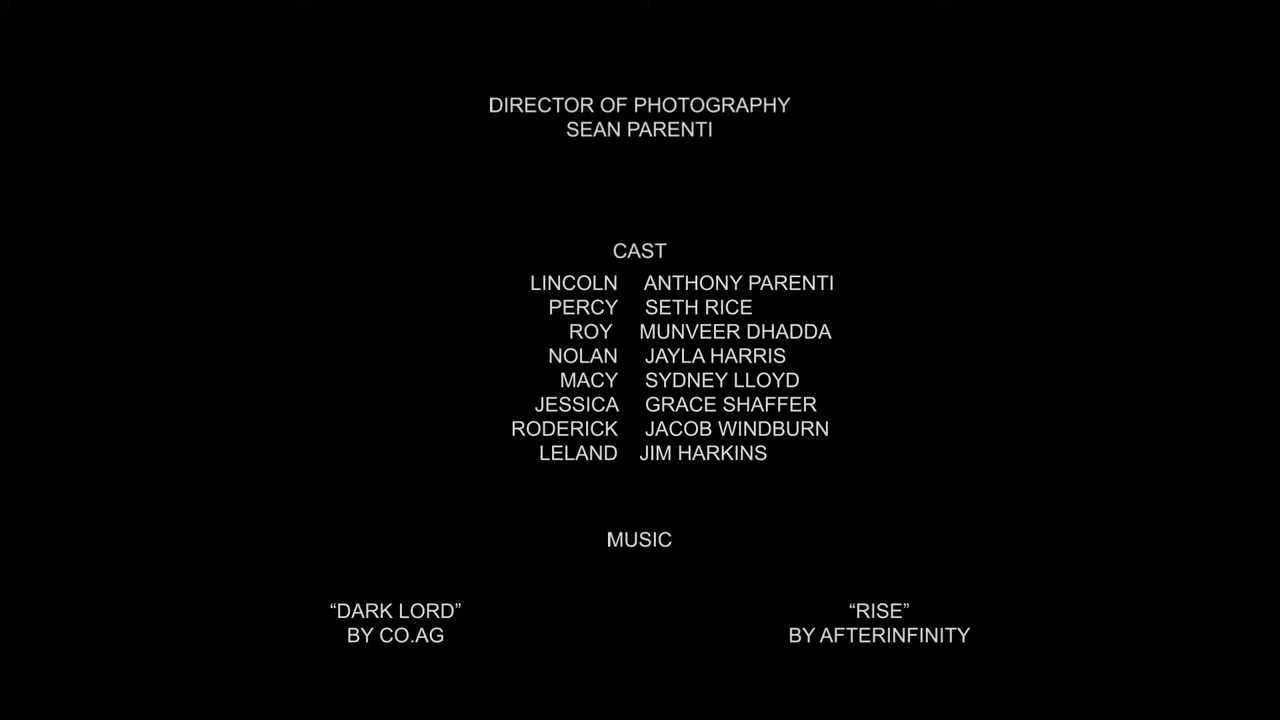 DIRECTOR OF PHOTOGRAPHY
SEAN PARENTI
CAST
LINCOLN ANTHONY PARENTI
PERCY SETH RICE
ROY MUNVEER DHADDA
NOLAN JAYLA HARRIS
MACY SYDNEY LLOYD
JESSICA GRACE SHAFFER
RODERICK JACOB WINDBURN
LELAND JIM HARKINS
MUSIC
“DARK LORD”
BY CO.AG
“RISE”
BY AFTERINFINITY